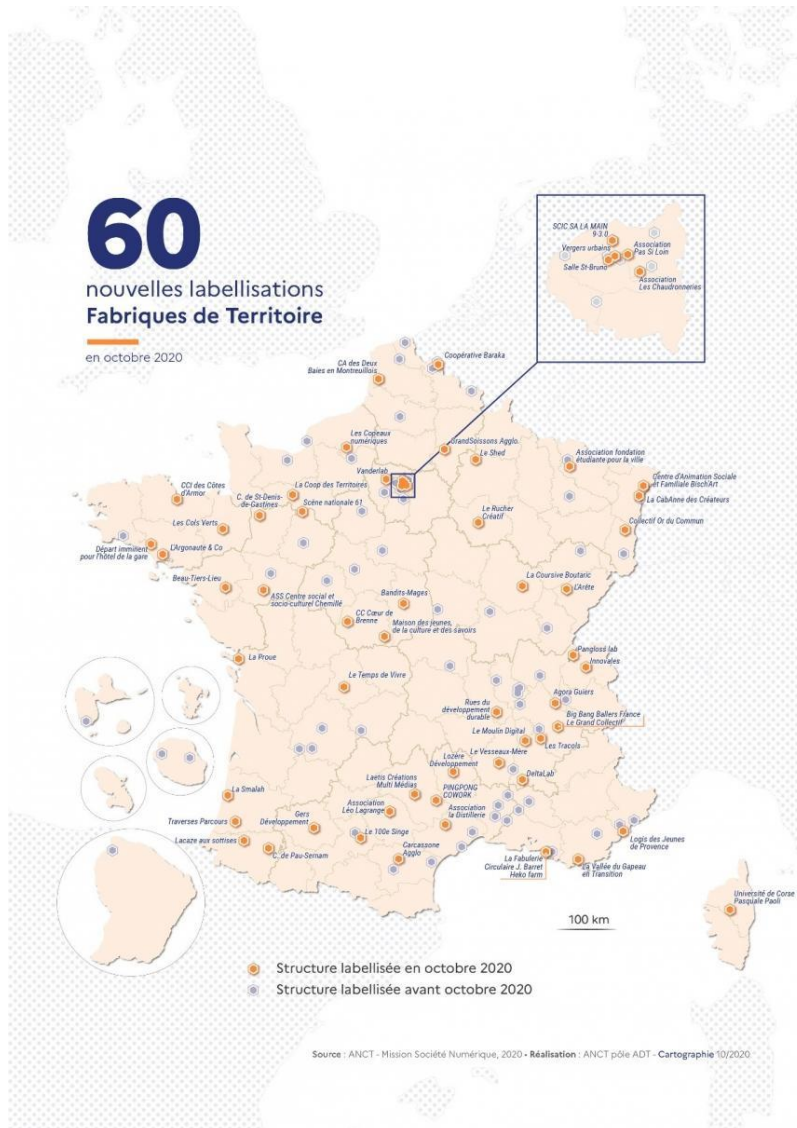 60
nouvelles labellisations
Fabriques de Territoire
en octobre 2020
SCIC SA LA MAIN
9-3.0
Vergers urbains
Association
Pas Si Loin
Salle St-Bruno
Association
Les Chaudronneries
Coopérative Baraka
CA des Deux
Baies en Montreuillois
Les Copeaux
numériques
GrandSoissons Agglo.
Le Shed
Association fondation
étudiante pour la ville
Vanderlab
Centre d'Animation Sociale
et Familiale Bisch'Art
La CabAnne des Créateurs
CCI des Côtes
d'Armor
C. de St-Denis-
de-Gastines
La Coop des Territoires
Scène nationale 61
Le Rucher
Créatif
Collectif Or du Commun
Les Cols Verts
Départ imminent
pour l'hôtel de la gare
L'Argonaute & Co
Beau-Tiers-Lieu
ASS Centre social et
socio-culturel Chemillé
Bandits-Mages
La Coursive Boutaric
L'Arête
CC Cœur de
Brenne
Maison des jeunes,
de la culture et des savoirs
La Proue
Pangloss lab
Innovales
Le Temps de Vivre
Agora Guiers
Rues du
développement
durable
Big Bang Ballers France
Le Grand Collectif
Le Moulin Digital
Les Tracols
Le Vesseaux-Mère
Lozère
Développement
DeltaLab
La Smalah
Laetis Créations
Multi Médias
PINGPONG
COWORK
Association
Léo Lagrange
Association
la Distillerie
Traverses Parcours
Gers
Développement
Le 100e Singe
Lacaze aux sottises
C. de Pau-Sernam
Carcassonne
Agglo
Logis des Jeunes
de Provence
La Fabulerie
Circulaire J. Barret
Heko farm
La Vallée du Gapeau
en Transition
Université de Corse
Pasquale Paoli
100 km
Structure labellisée en octobre 2020
Structure labellisée avant octobre 2020
Source : ANCT - Mission Société Numérique, 2020 • Réalisation : ANCT pôle ADT - Cartographie 10/2020